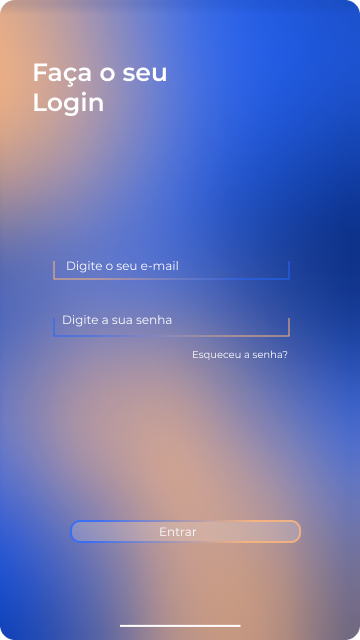 Faça o seu
Login
Digite o seu e-mail
Digite a sua senha
Esqueceu a senha?
Entrar